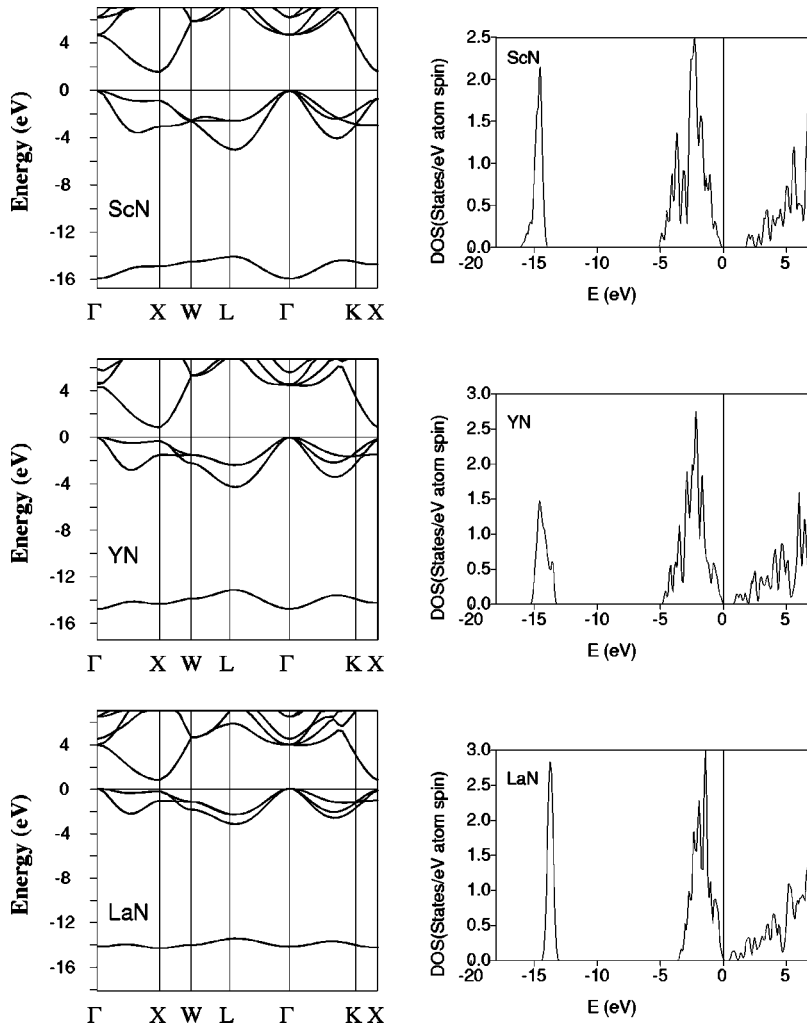 Energy (eV)
4
0
-4
-8
-12
-16
ScN
Γ X W L Γ K X
DOS(States/eV atom spin)
2.5
2.0
1.5
1.0
0.5
0.0
ScN
-20 -15 -10 -5 0 5
E (eV)
Energy (eV)
4
0
-4
-8
-12
-16
YN
Γ X W L Γ K X
DOS(States/eV atom spin)
3.0
2.5
2.0
1.5
1.0
0.5
0.0
YN
-20 -15 -10 -5 0 5
E (eV)
Energy (eV)
4
0
-4
-8
-12
-16
LaN
Γ X W L Γ K X
DOS(States/eV atom spin)
3.0
2.5
2.0
1.5
1.0
0.5
0.0
LaN
-20 -15 -10 -5 0 5
E (eV)